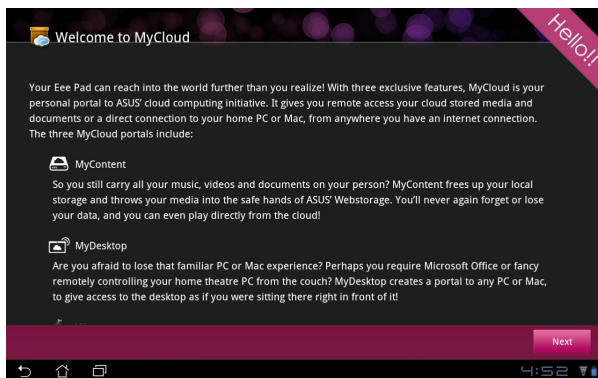 Welcome to MyCloud
Hello!!
Your Eee Pad can reach into the world further than you realize! With three exclusive features, MyCloud is your
personal portal to ASUS' cloud computing initiative. It gives you remote access your cloud stored media and
documents or a direct connection to your home PC or Mac, from anywhere you have an internet connection.
The three MyCloud portals include:
MyContent
So you still carry all your music, videos and documents on your person? MyContent frees up your local
storage and throws your media into the safe hands of ASUS' Webstorage. You'll never again forget or lose
your data, and you can even play directly from the cloud!
MyDesktop
Are you afraid to lose that familiar PC or Mac experience? Perhaps you require Microsoft Office or fancy
remotely controlling your home theatre PC from the couch? MyDesktop creates a portal to any PC or Mac,
to give access to the desktop as if you were sitting there right in front of it!
Next
4:52